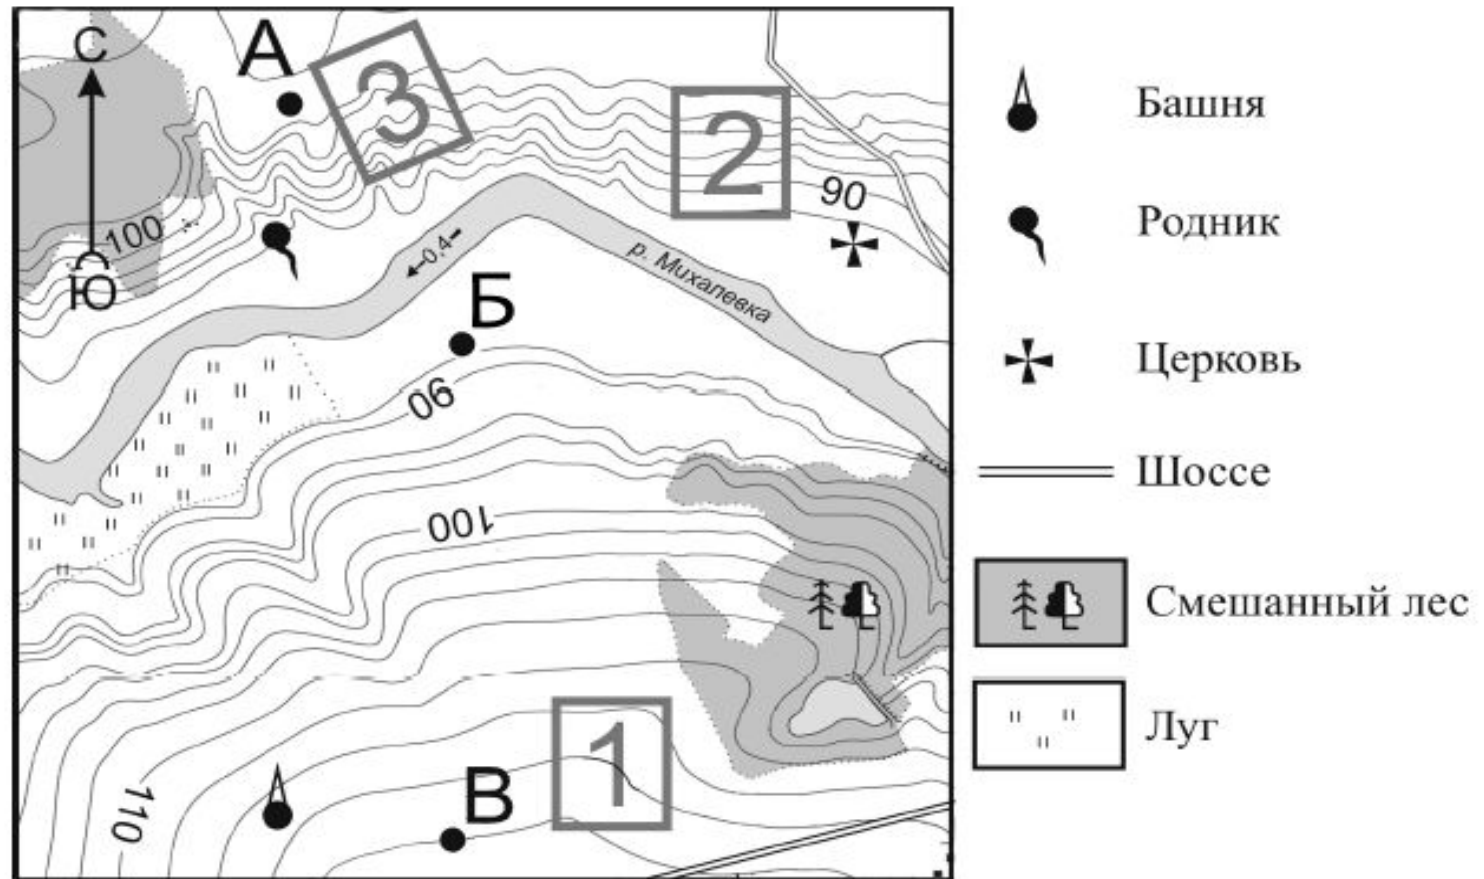 С
А
3
2
90
100
Ю
0,4
р. Михалевка
Б
90
100
1
110
В
Башня
Родник
Церковь
Шоссе
Смешанный лес
Луг